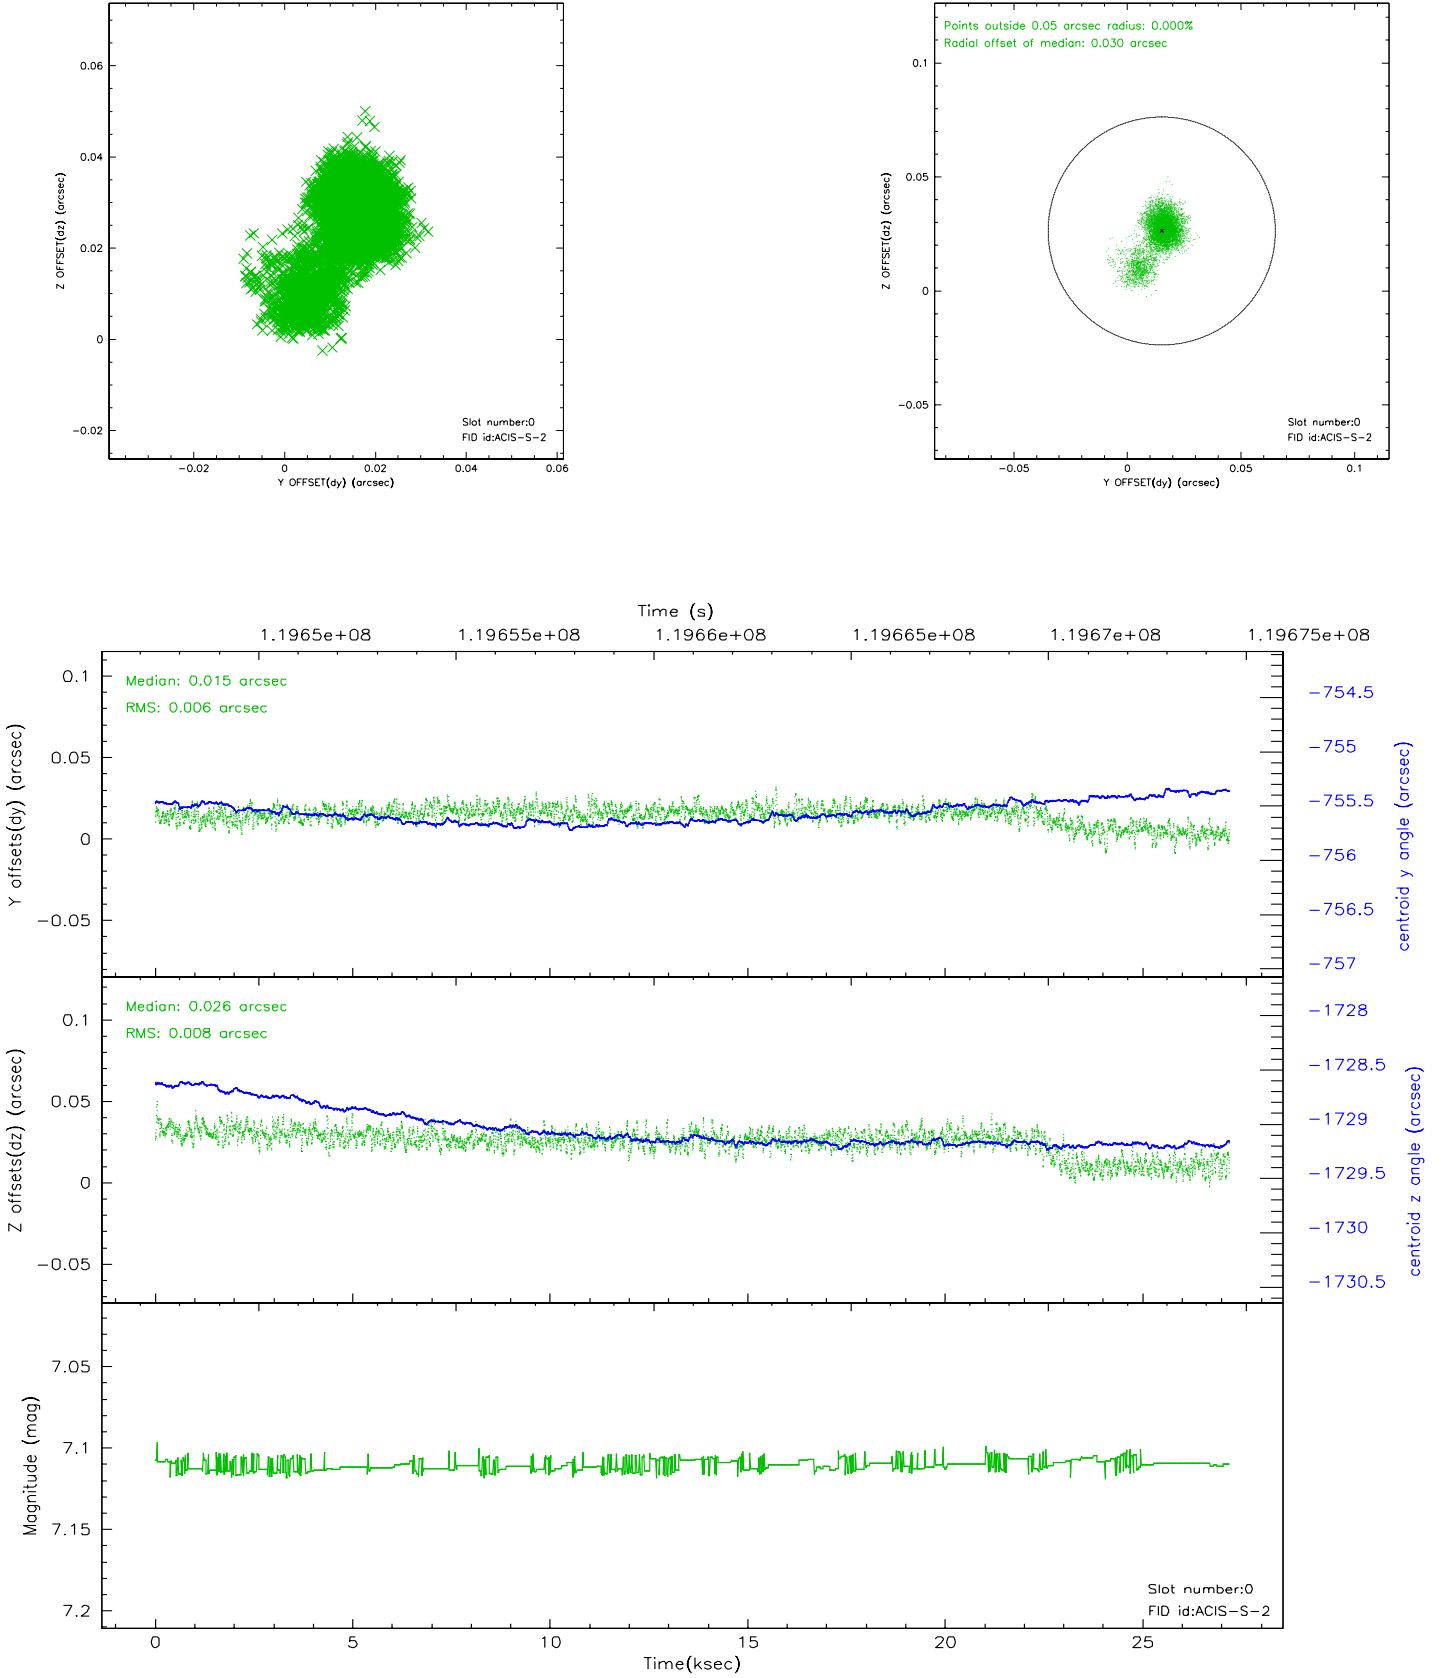 0.06
0.04
0.02
0
−0.02
−0.02 0 0.02 0.04 0.06
Z OFFSET(dz) (arcsec)
Y OFFSET(dy) (arcsec)
Slot number:0
FID id:ACIS−S−2
Points outside 0.05 arcsec radius: 0.000%
Radial offset of median: 0.030 arcsec
0.1
0.05
0
−0.05
−0.05 0 0.05 0.1
Z OFFSET(dz) (arcsec)
Y OFFSET(dy) (arcsec)
Slot number:0
FID id:ACIS−S−2
Time (s)
1.1965e+08 1.19655e+08 1.1966e+08 1.19665e+08 1.1967e+08 1.19675e+08
Median: 0.015 arcsec
RMS: 0.006 arcsec
0.1
0.05
0
−0.05
Y offsets(dy) (arcsec)
−754.5
−755
−755.5
−756
−756.5
−757
centroid y angle (arcsec)
Median: 0.026 arcsec
RMS: 0.008 arcsec
0.1
0.05
0
−0.05
Z offsets(dz) (arcsec)
−1728
−1728.5
−1729
−1729.5
−1730
−1730.5
centroid z angle (arcsec)
7.05
7.1
7.15
7.2
Magnitude (mag)
Slot number:0
FID id:ACIS−S−2
0 5 10 15 20 25
Time(ksec)